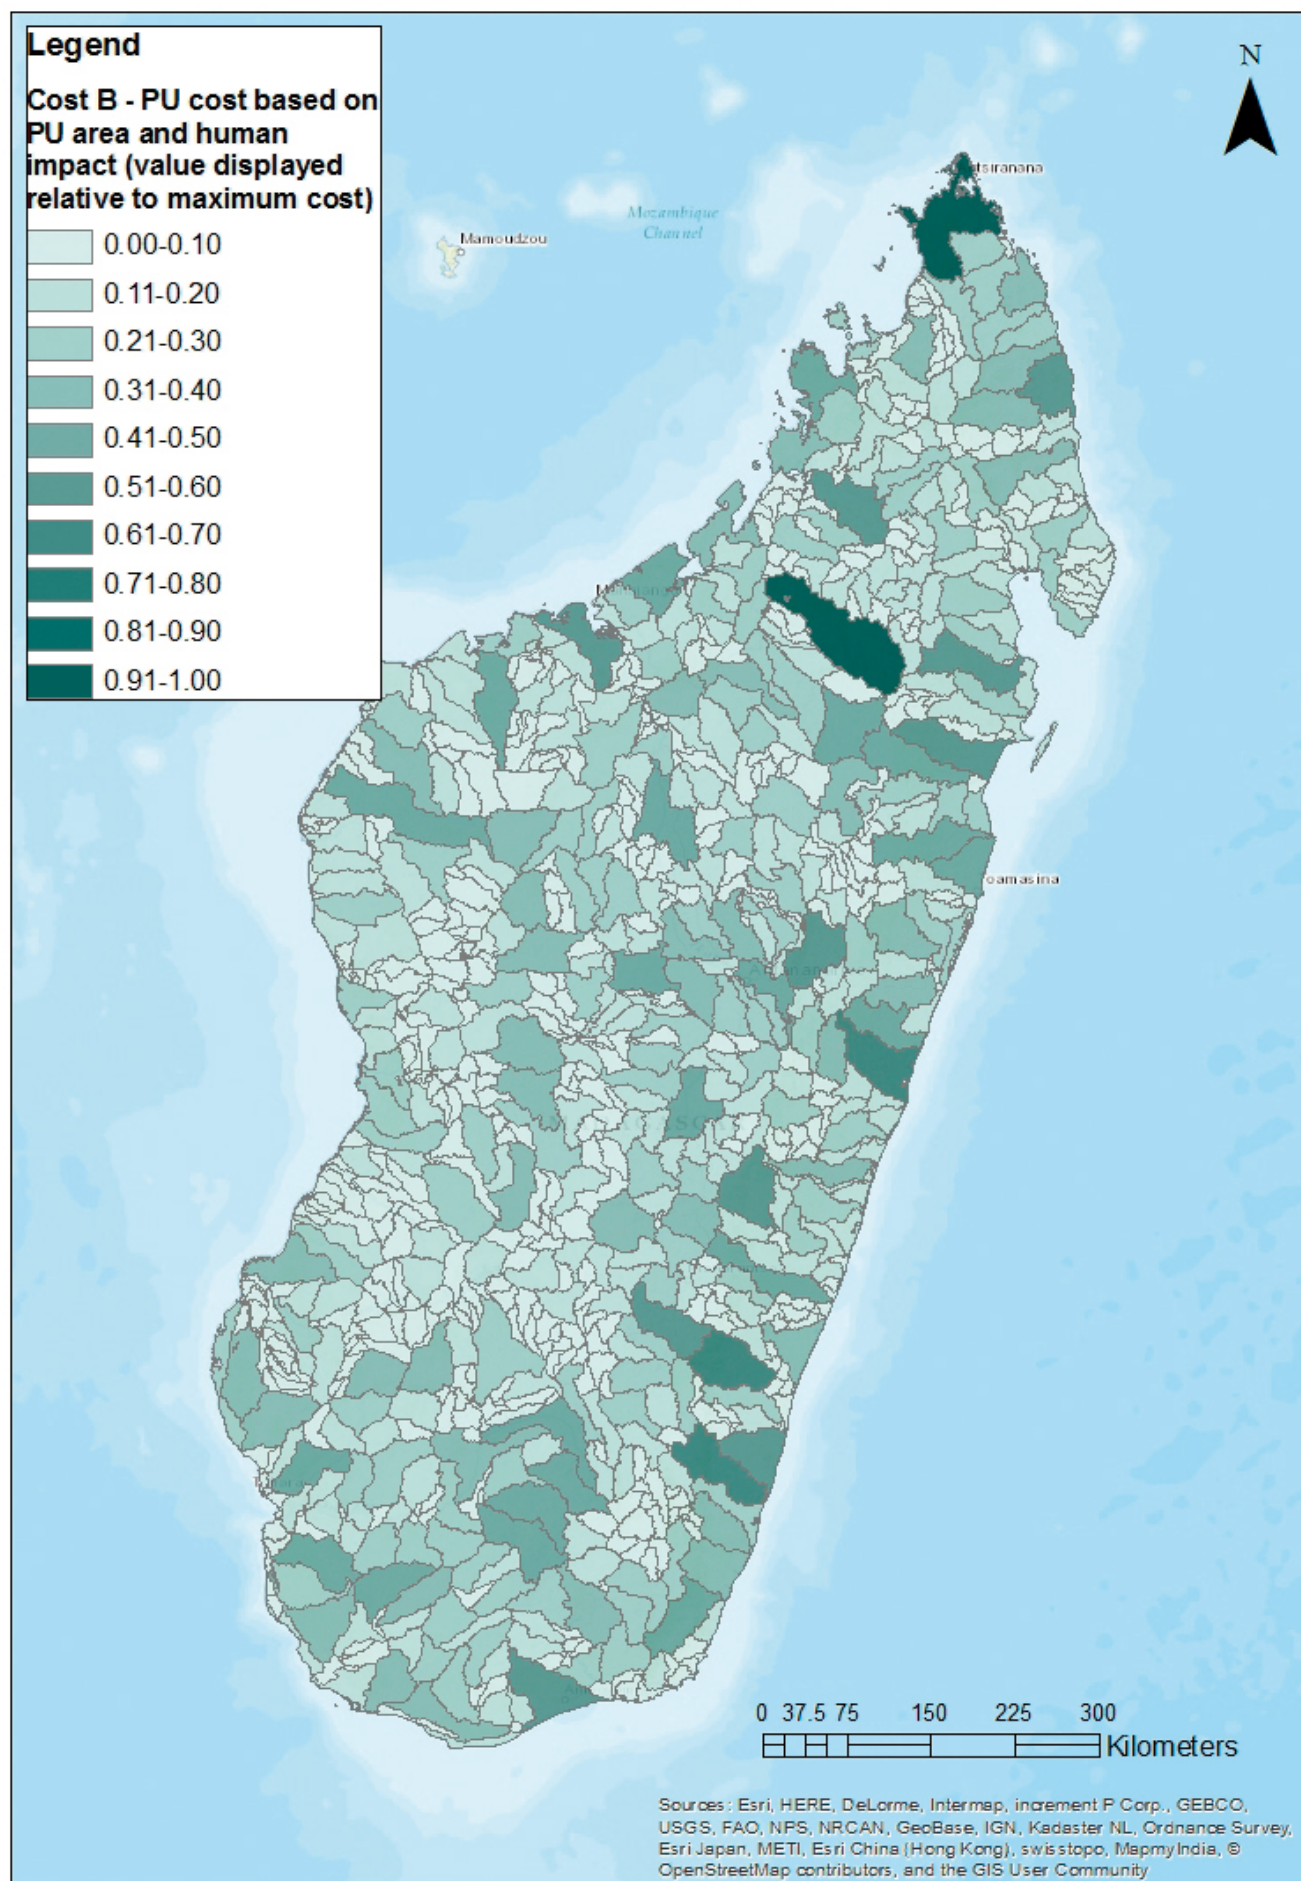 Legend
Cost B - PU cost based on
PU area and human
impact (value displayed
relative to maximum cost)
0.00-0.10
0.11-0.20
0.21-0.30
0.31-0.40
0.41-0.50
0.51-0.60
0.61-0.70
0.71-0.80
0.81-0.90
0.91-1.00
N
tsiranana
Mozambique
Channel
Mamoudzou
oamasina
MADAGASCAR
0 37.5 75 150 225 300
Kilometers
Sources: Esri, HERE, DeLorme, Intermap, increment P Corp., GEBCO,
USGS, FAO, NPS, NRCAN, GeoBase, IGN, Kadaster NL, Ordnance Survey,
Esri Japan, METI, Esri China (Hong Kong), swisstopo, MapmyIndia, ©
OpenStreetMap contributors, and the GIS User Community